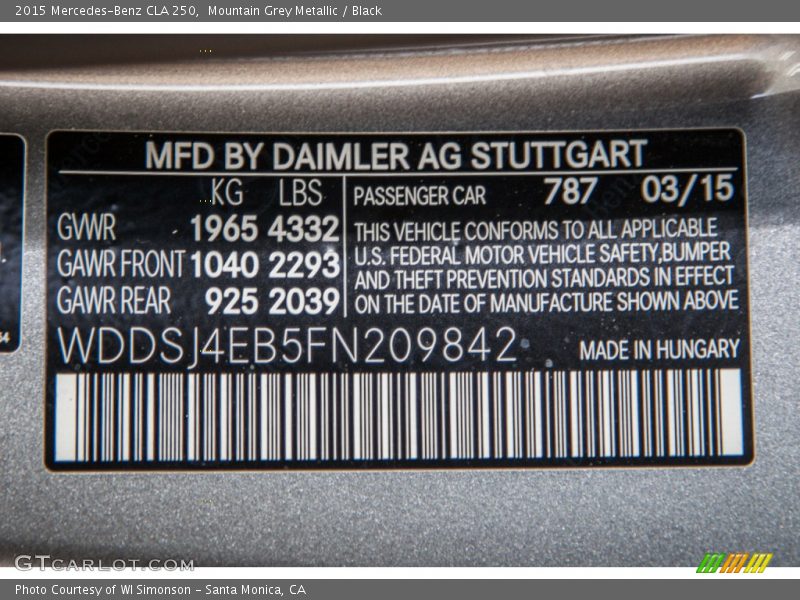 2015 Mercedes-Benz CLA 250,  Mountain Grey Metallic / Black
MFD BY DAIMLER AG STUTTGART
KG LBS
GWR 1965 4332
GAWR FRONT 1040 2293
GAWR REAR 925 2039
PASSENGER CAR 787 03/15
THIS VEHICLE CONFORMS TO ALL APPLICABLE
U.S. FEDERAL MOTOR VEHICLE SAFETY,BUMPER
AND THEFT PREVENTION STANDARDS IN EFFECT
ON THE DATE OF MANUFACTURE SHOWN ABOVE
WDDSJ4EB5FN209842
MADE IN HUNGARY
GTcarlot.com
Photo Courtesy of WI Simonson – Santa Monica, CA